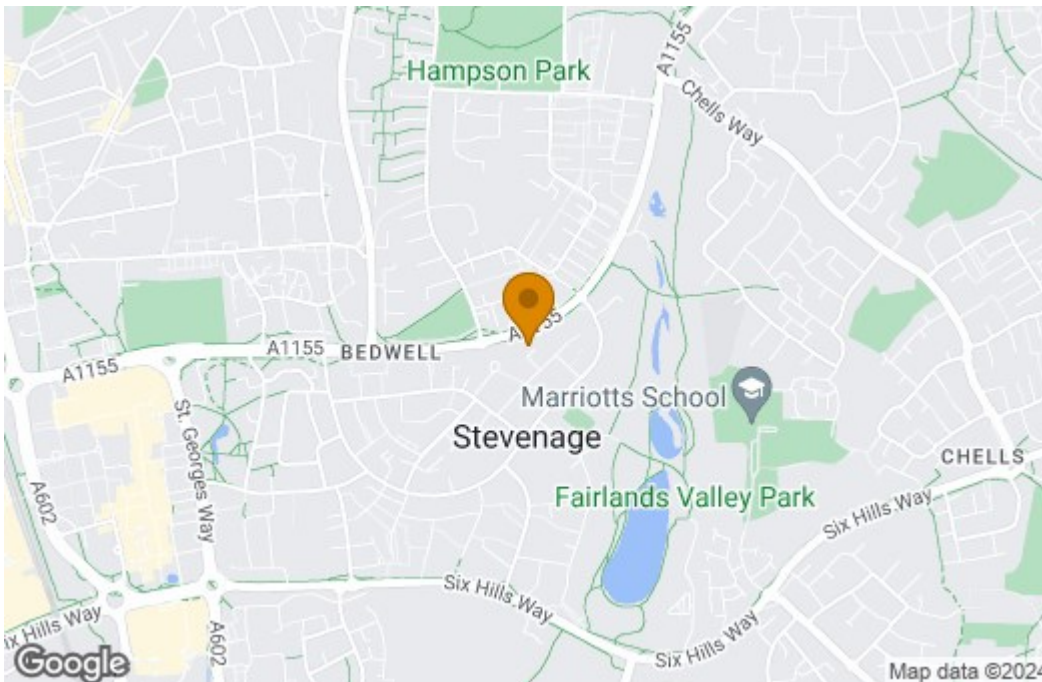 A1155
Hampson Park
Chells Way
A1155
A1155
BEDWELL
A1155
Marriotts School
St. Georges Way
Stevenage
CHELLS
A602
Fairlands Valley Park
Six Hills Way
Six Hills Way
Six Hills Way
Six Hills Way
A602
Google
Map data ©2024